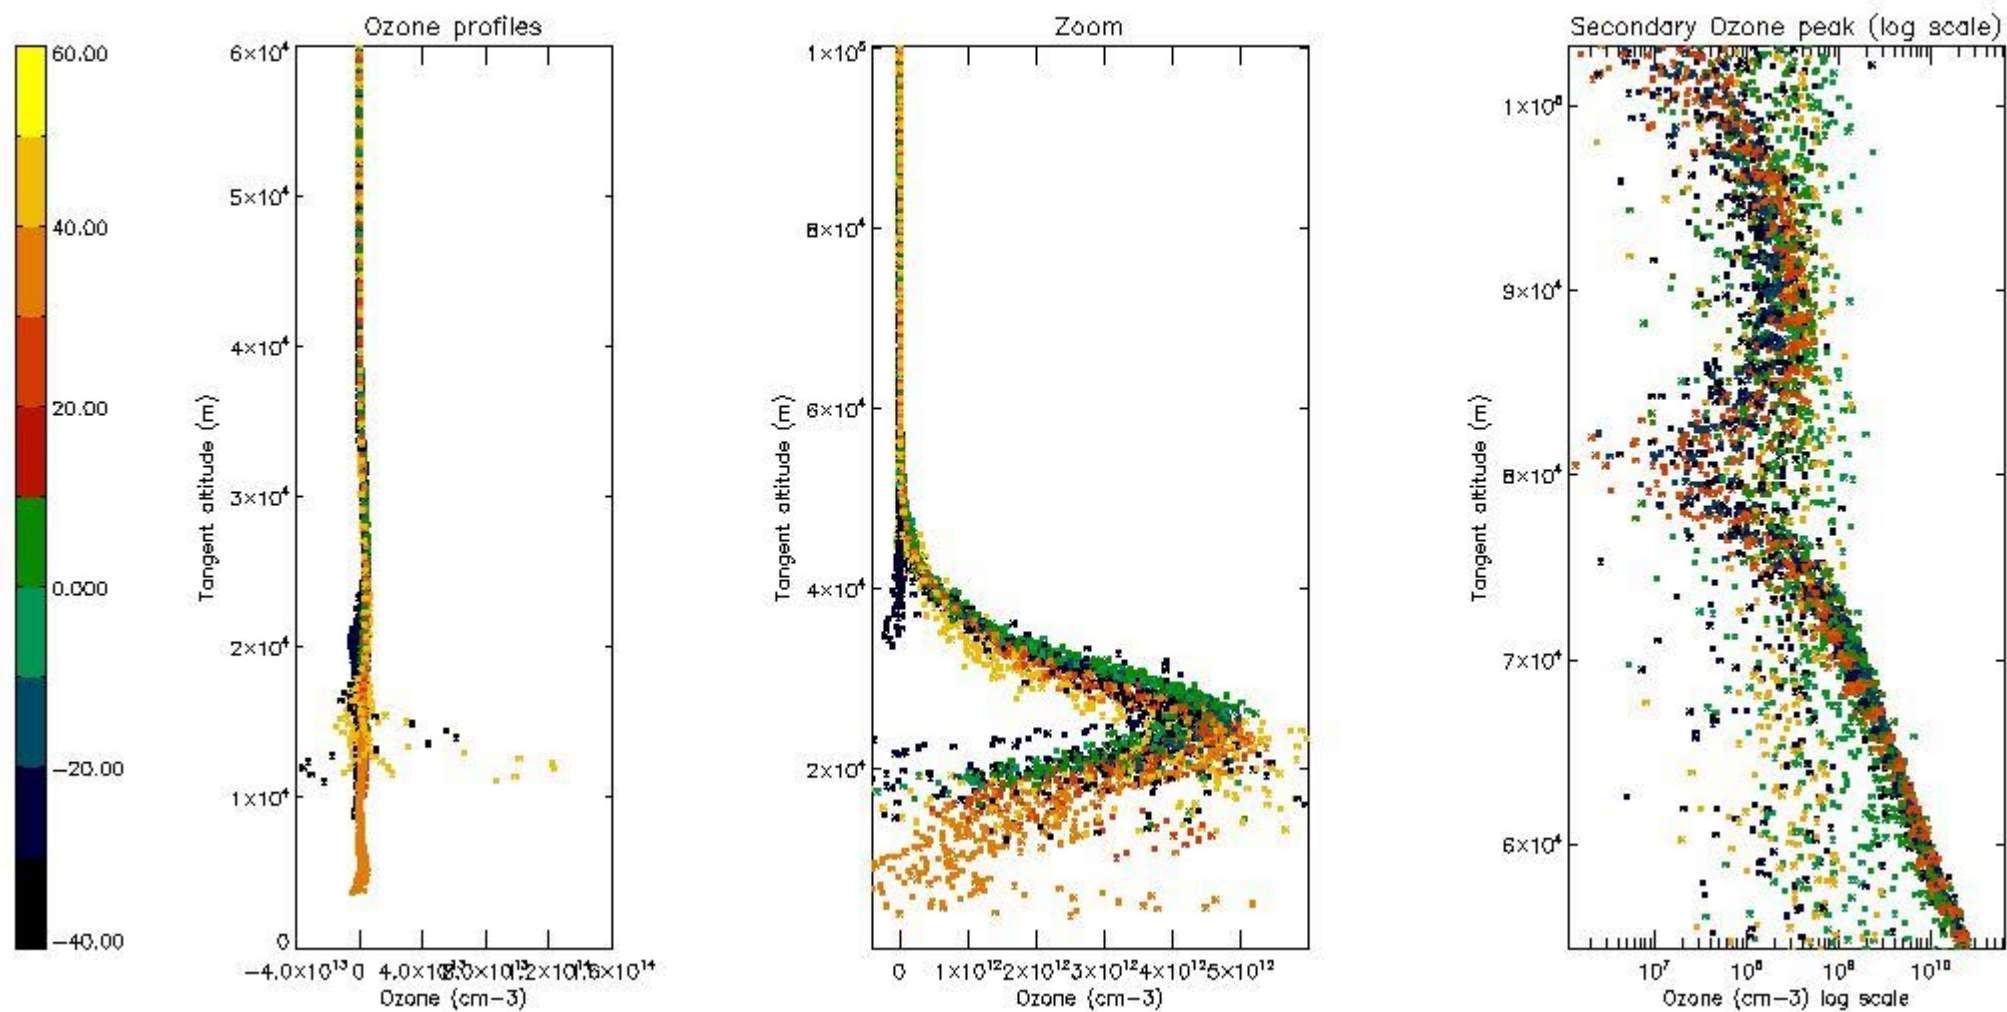 Ozone profiles
Zoom
Secondary Ozone peak (log scale)
60.00
40.00
20.00
0.000
-20.00
-40.00
6×10⁴
5×10⁴
4×10⁴
3×10⁴
2×10⁴
1×10⁴
0
Tangent altitude (m)
-4.0×10¹³ 0
Ozone (cm-3)
1×10⁵
8×10⁴
6×10⁴
4×10⁴
2×10⁴
Tangent altitude (m)
0 1×10¹² 2×10¹² 3×10¹² 4×10¹² 5×10¹²
Ozone (cm-3)
9×10⁴
8×10⁴
7×10⁴
6×10⁴
Tangent altitude (m)
10⁷ 10⁸ 10⁹ 10¹⁰
Ozone (cm-3) log scale